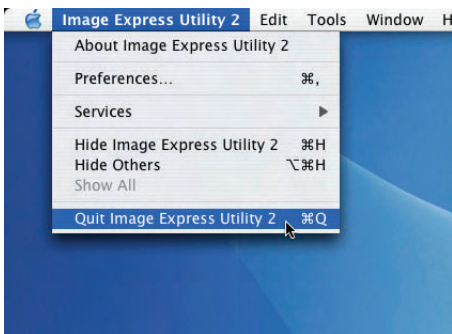 Image Express Utility 2 Edit Tools Window H
About Image Express Utility 2
Preferences... ⌘,
Services ▶
Hide Image Express Utility 2 ⌘H
Hide Others ⌥⌘H
Show All
Quit Image Express Utility 2 ⌘Q